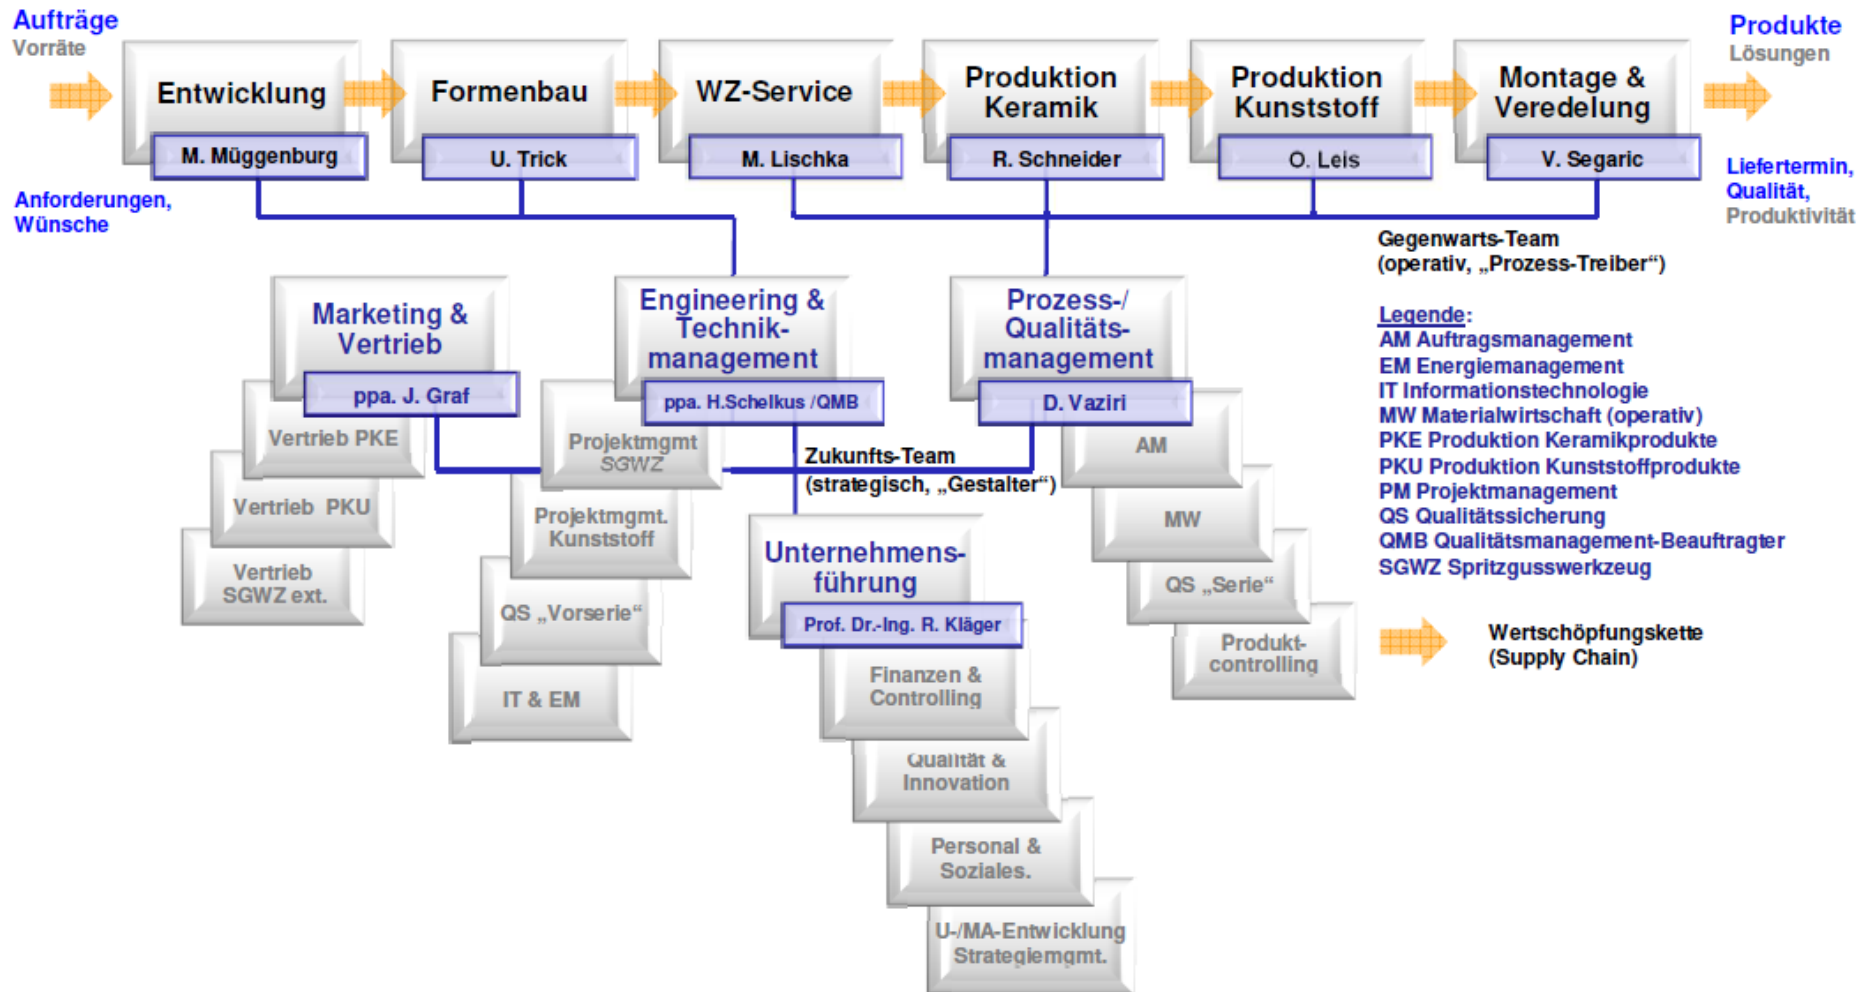 Aufträge
Vorräte
Produkte
Lösungen
Entwicklung
M. Müggenburg
Formenbau
U. Trick
WZ-Service
M. Lischka
Produktion
Keramik
R. Schneider
Produktion
Kunststoff
O. Leis
Montage &
Veredelung
V. Segaric
Anforderungen,
Wünsche
Liefertermin,
Qualität,
Produktivität
Gegenwarts-Team
(operativ, „Prozess-Treiber“)
Marketing &
Vertrieb
ppa. J. Graf
Vertrieb PKE
Vertrieb PKU
Vertrieb
SGWZ ext.
Engineering &
Technik-
management
ppa. H.Schelkus /QMB
Projektmgmt
SGWZ
Projektmgmt.
Kunststoff
QS „Vorserie“
IT & EM
Prozess-/
Qualitäts-
management
D. Vaziri
AM
MW
QS „Serie“
Produkt-
controlling
Zukunfts-Team
(strategisch, „Gestalter“)
Unternehmens-
führung
Prof. Dr.-Ing. R. Kläger
Finanzen &
Controlling
Qualität &
Innovation
Personal &
Soziales.
U-/MA-Entwicklung
Strategiemgmt.
Legende:
AM Auftragsmanagement
EM Energiemanagement
IT Informationstechnologie
MW Materialwirtschaft (operativ)
PKE Produktion Keramikprodukte
PKU Produktion Kunststoffprodukte
PM Projektmanagement
QS Qualitätssicherung
QMB Qualitätsmanagement-Beauftragter
SGWZ Spritzgusswerkzeug
Wertschöpfungskette
(Supply Chain)